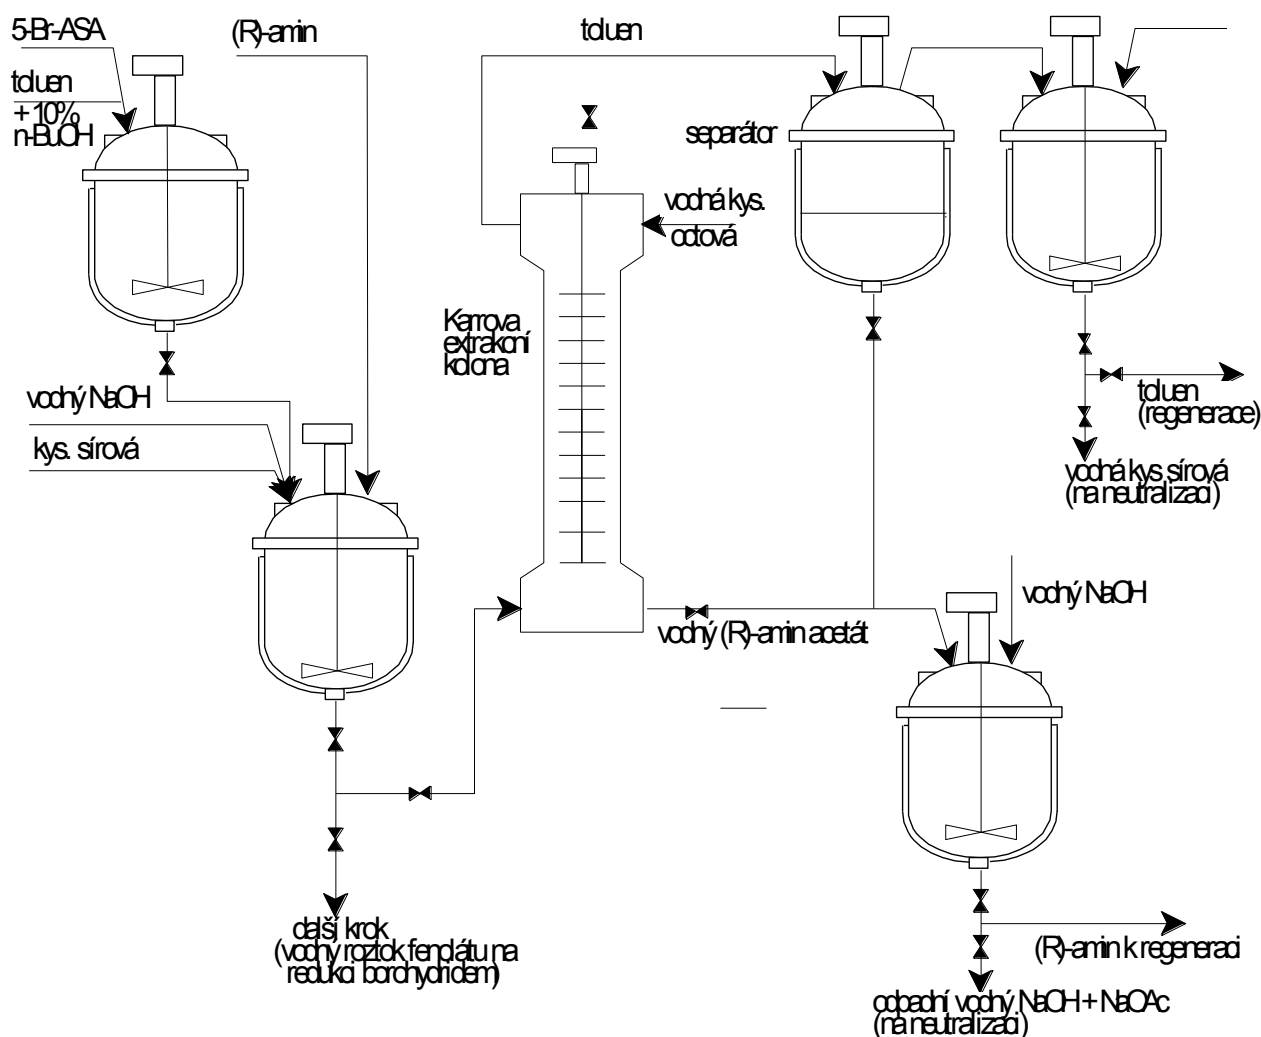 5-Br-ASA
toluen
+ 10%
n-BuOH
(R)-amin
toluen
separátor
vodná kys.
octová
Karrova
extrakční
kolona
vodný NaOH
kys. sírová
toluen
(regenerace)
vodná kys. sírová
(na neutralizaci)
vodný NaOH
vodný (R)-amin acetát
další krok
(vodný roztok fenolátu na
redukci borohydridem)
(R)-amin k regeneraci
odpadní vodný NaOH + NaOAc
(na neutralizaci)